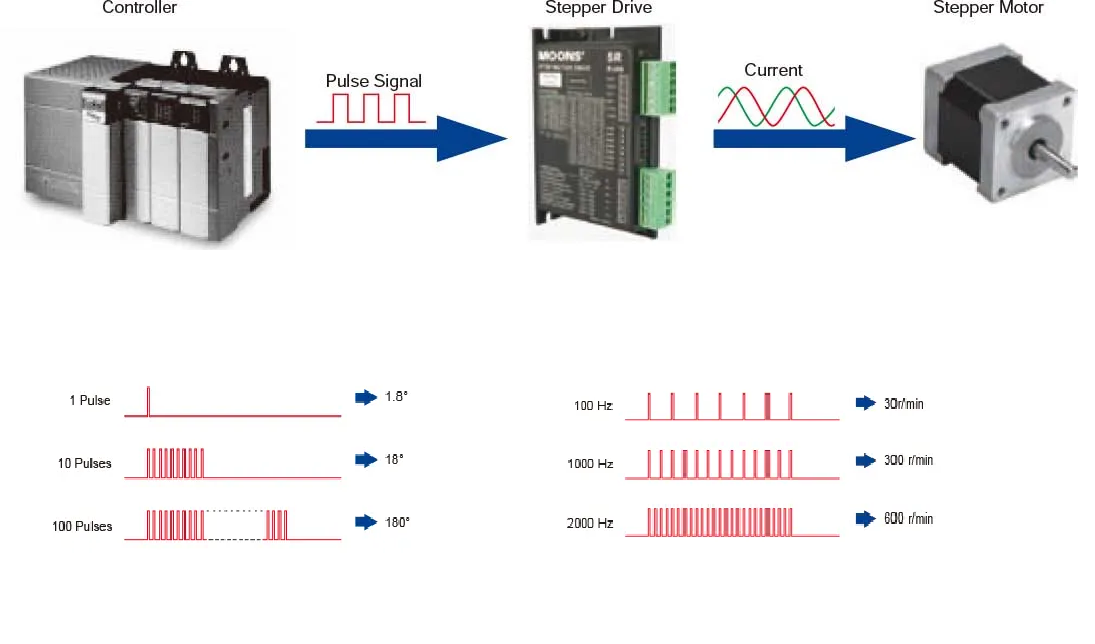 Controller
Stepper Drive
Stepper Motor
Pulse Signal
Current
MOONS'
SR
1 Pulse
1.8°
10 Pulses
18°
100 Pulses
180°
100 Hz
30r/min
1000 Hz
300 r/min
2000 Hz
600 r/min